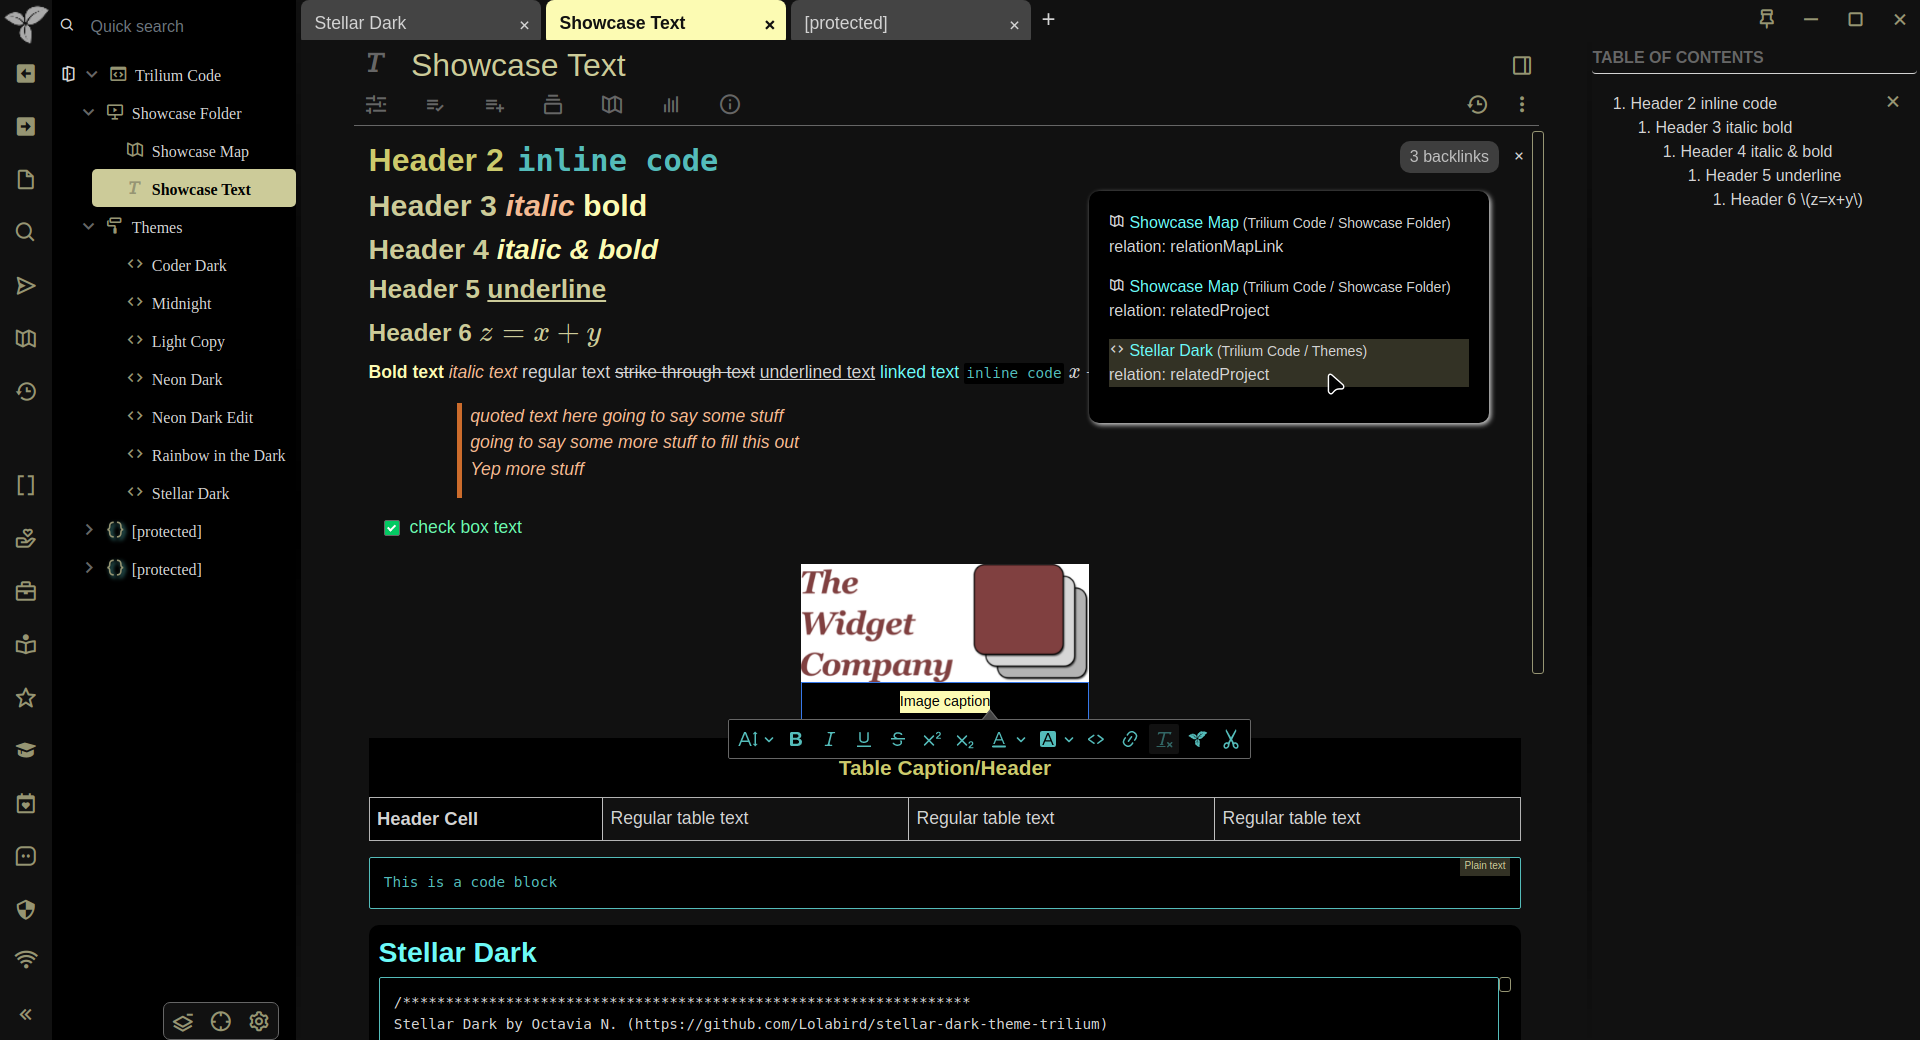 Quick search
Trilium Code
Showcase Folder
Showcase Map
Showcase Text
Themes
Coder Dark
Midnight
Light Copy
Neon Dark
Neon Dark Edit
Rainbow in the Dark
Stellar Dark
[protected]
[protected]
Stellar Dark ×
Showcase Text ×
[protected] ×
+
Showcase Text
Header 2 inline code
Header 3 italic bold
Header 4 italic & bold
Header 5 underline
Header 6 z = x + y
Bold text italic text regular text strike through text underlined text linked text inline code x -
quoted text here going to say some stuff
going to say some more stuff to fill this out
Yep more stuff
check box text
3 backlinks ×
Showcase Map (Trilium Code / Showcase Folder)
relation: relationMapLink
Showcase Map (Trilium Code / Showcase Folder)
relation: relatedProject
Stellar Dark (Trilium Code / Themes)
relation: relatedProject
The
Widget
Company
Image caption
Table Caption/Header
Header Cell Regular table text Regular table text Regular table text
Plain text
This is a code block
Stellar Dark
/******************************************************************
Stellar Dark by Octavia N. (https://github.com/Lolabird/stellar-dark-theme-trilium)
TABLE OF CONTENTS
1. Header 2 inline code
1. Header 3 italic bold
1. Header 4 italic & bold
1. Header 5 underline
1. Header 6 \(z=x+y\)